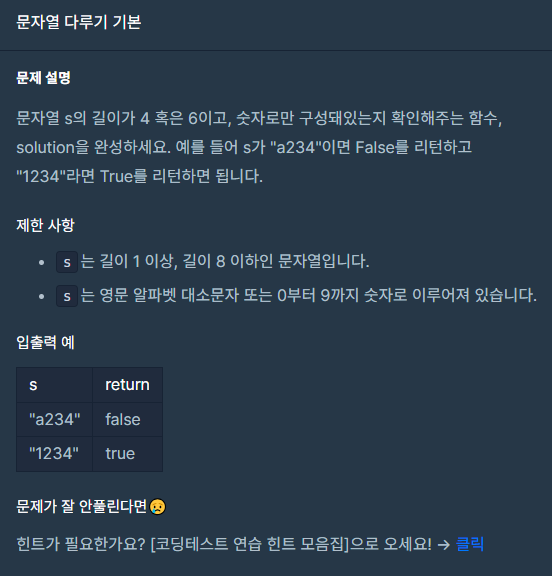 문자열 다루기 기본
문제 설명
문자열 s의 길이가 4 혹은 6이고, 숫자로만 구성돼있는지 확인해주는 함수,
solution을 완성하세요. 예를 들어 s가 "a234"이면 False를 리턴하고
"1234"라면 True를 리턴하면 됩니다.
제한 사항
• s 는 길이 1 이상, 길이 8 이하인 문자열입니다.
• s 는 영문 알파벳 대소문자 또는 0부터 9까지 숫자로 이루어져 있습니다.
입출력 예
s return
"a234" false
"1234" true
문제가 잘 안풀린다면😢
힌트가 필요한가요? [코딩테스트 연습 힌트 모음집]으로 오세요! → 클릭